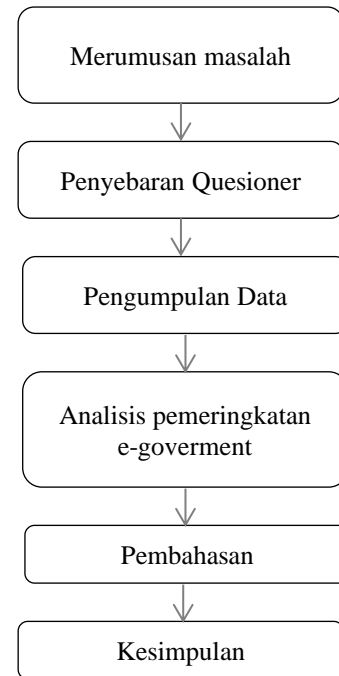 Merumusan masalah
Penyebaran Quesioner
Pengumpulan Data
Analisis pemeringkatan
e-goverment
Pembahasan
Kesimpulan